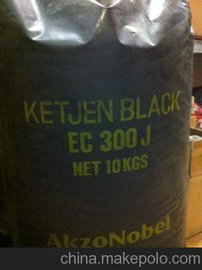 KETJEN BLACK
EC 300 J
NET 10 KGS
AkzoNobel
china.makepolo.com